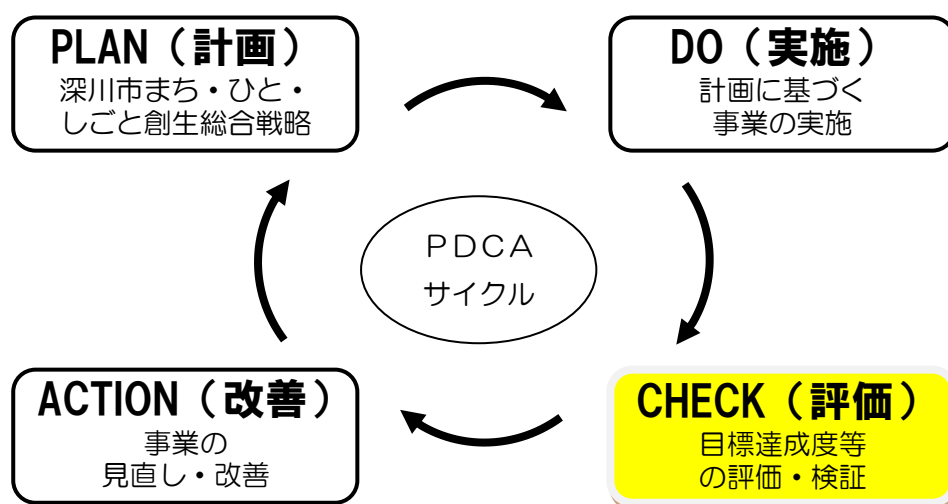 PLAN（計画）
深川市まち・ひと・
しごと創生総合戦略
DO（実施）
計画に基づく
事業の実施
ＰＤＣＡ
サイクル
ACTION（改善）
事業の
見直し・改善
CHECK（評価）
目標達成度等
の評価・検証